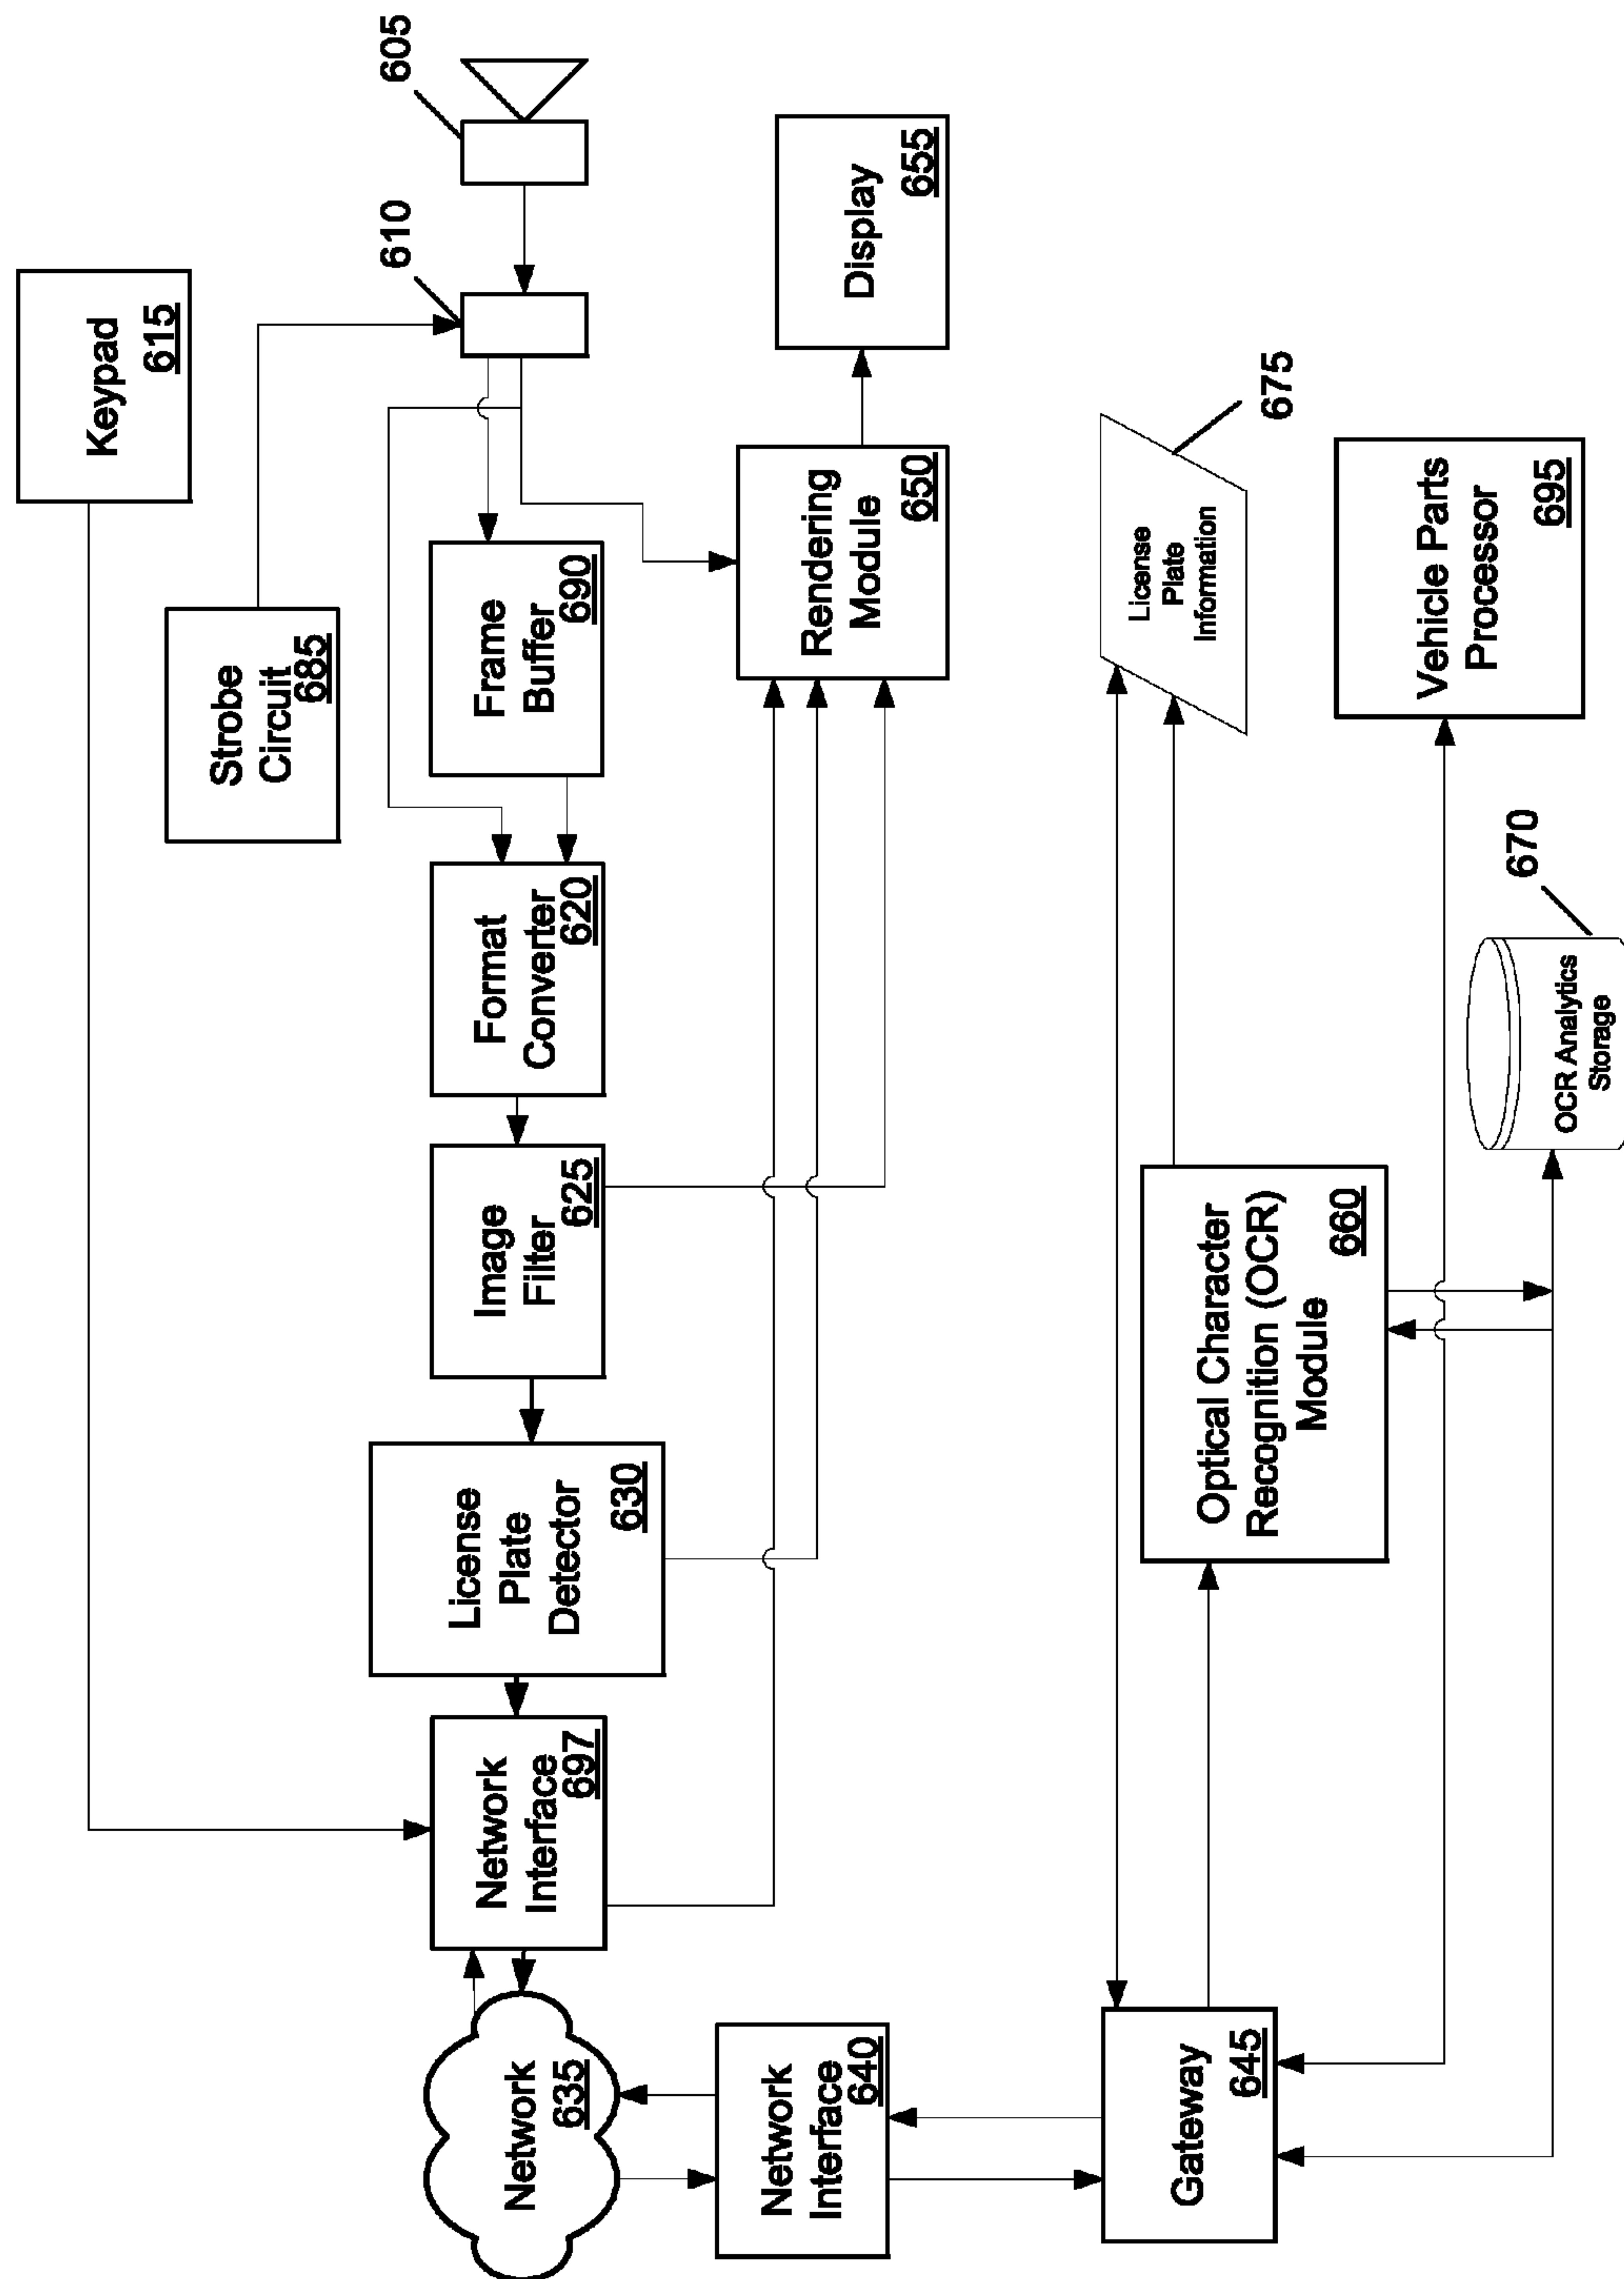 Keypad
615
605
610
Strobe
Circuit
685
Frame
Buffer
690
Format
Converter
620
Image
Filter
625
License
Plate
Detector
630
Network
Interface
697
Network
635
Network
Interface
640
Gateway
645
Rendering
Module
650
Display
655
License
Plate
Information
675
Optical Character
Recognition (OCR)
Module
660
Vehicle Parts
Processor
695
OCR Analytics
Storage
670